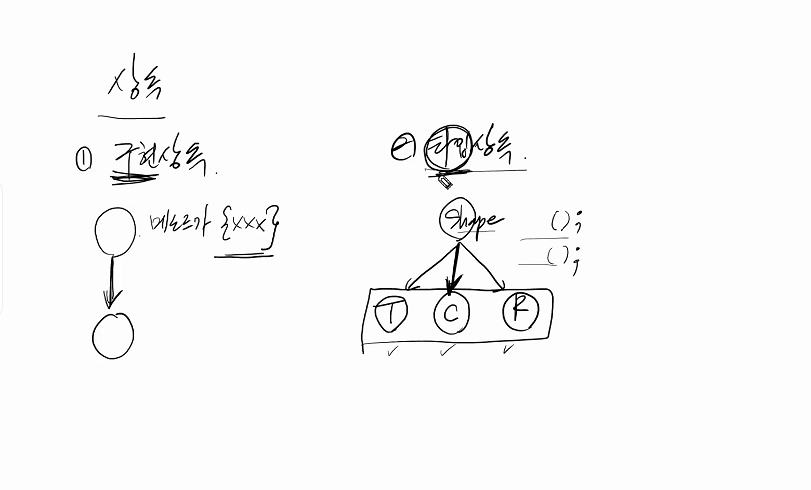 상속
① 구현상속.
메소드가 {xxx}
② 타입상속.
Shape
();
();
T C R